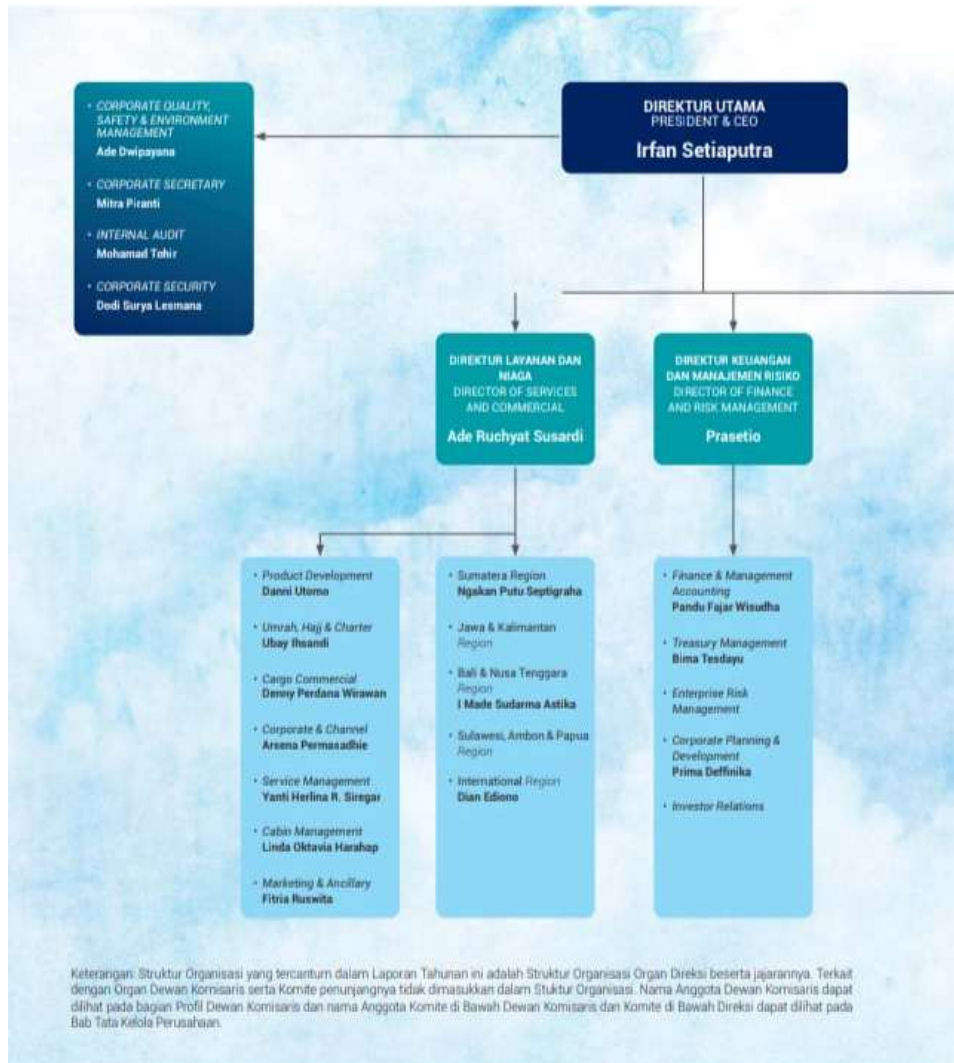 DIREKTUR UTAMA
PRESIDENT & CEO
Irfan Setiaputra
• CORPORATE QUALITY,
SAFETY & ENVIRONMENT
MANAGEMENT
Ade Dwipayana
• CORPORATE SECRETARY
Mitra Piranti
• INTERNAL AUDIT
Mohamad Tohir
• CORPORATE SECURITY
Dodi Surya Lesmana
DIREKTUR LAYANAN DAN
NIAGA
DIRECTOR OF SERVICES
AND COMMERCIAL
Ade Ruchyat Susardi
DIREKTUR KEUANGAN
DAN MANAJEMEN RISIKO
DIRECTOR OF FINANCE
AND RISK MANAGEMENT
Prasetio
• Product Development
Danni Utomo
• Umrah, Hajj & Charter
Ubay Ihsandi
• Cargo Commercial
Denny Perdana Wirawan
• Corporate & Channel
Arsena Permasadhie
• Service Management
Yanti Herlina R. Siregar
• Cabin Management
Linda Oktavia Harahap
• Marketing & Ancillary
Fitria Ruswita
• Sumatera Region
Ngakan Putu Septigraha
• Jawa & Kalimantan
Region
• Bali & Nusa Tenggara
Region
I Made Sudarma Astika
• Sulawesi, Ambon & Papua
Region
• International Region
Dian Ediono
• Finance & Management
Accounting
Pandu Fajar Wisudha
• Treasury Management
Bima Tesdayu
• Enterprise Risk
Management
• Corporate Planning &
Development
Prima Deffinika
• Investor Relations
Keterangan: Struktur Organisasi yang tercantum dalam Laporan Tahunan ini adalah Struktur Organisasi Organ Direksi beserta jajarannya. Terkait
dengan Organ Dewan Komisaris serta Komite penunjangnya tidak dimasukkan dalam Stuktur Organisasi. Nama Anggota Dewan Komisaris dapat
dilihat pada bagian Profil Dewan Komisaris dan nama Anggota Komite di Bawah Dewan Komisaris dan Komite di Bawah Direksi dapat dilihat pada
Bab Tata Kelola Perusahaan.